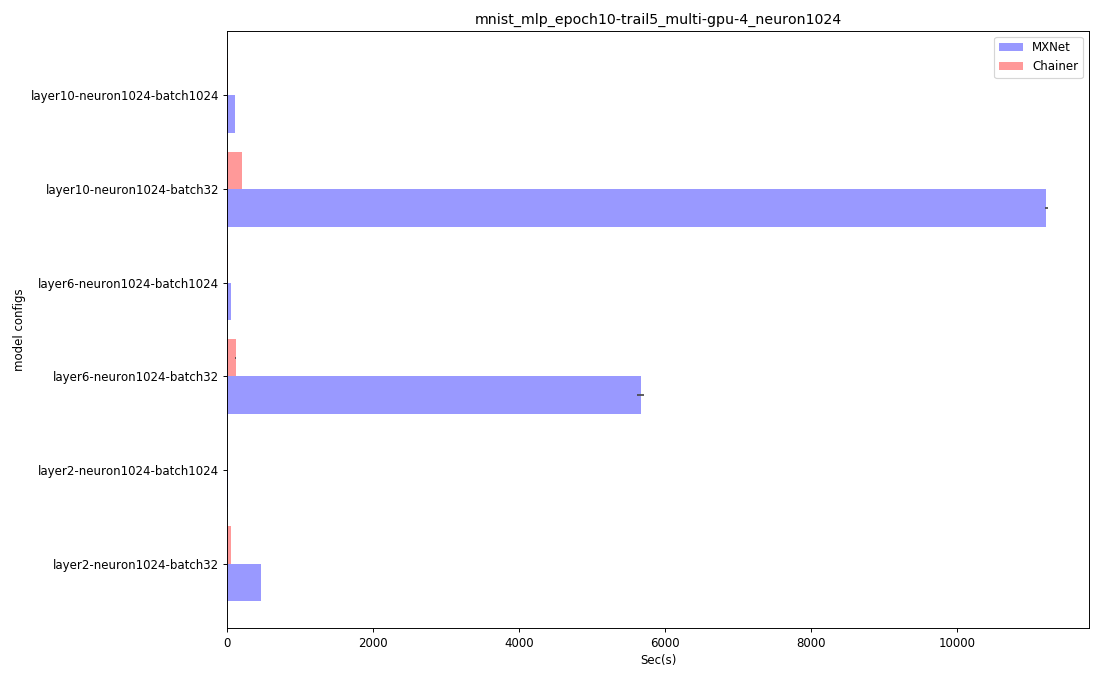 mnist_mlp_epoch10-trail5_multi-gpu-4_neuron1024
MXNet
Chainer
layer10-neuron1024-batch1024
layer10-neuron1024-batch32
layer6-neuron1024-batch1024
layer6-neuron1024-batch32
layer2-neuron1024-batch1024
layer2-neuron1024-batch32
model configs
0 2000 4000 6000 8000 10000
Sec(s)